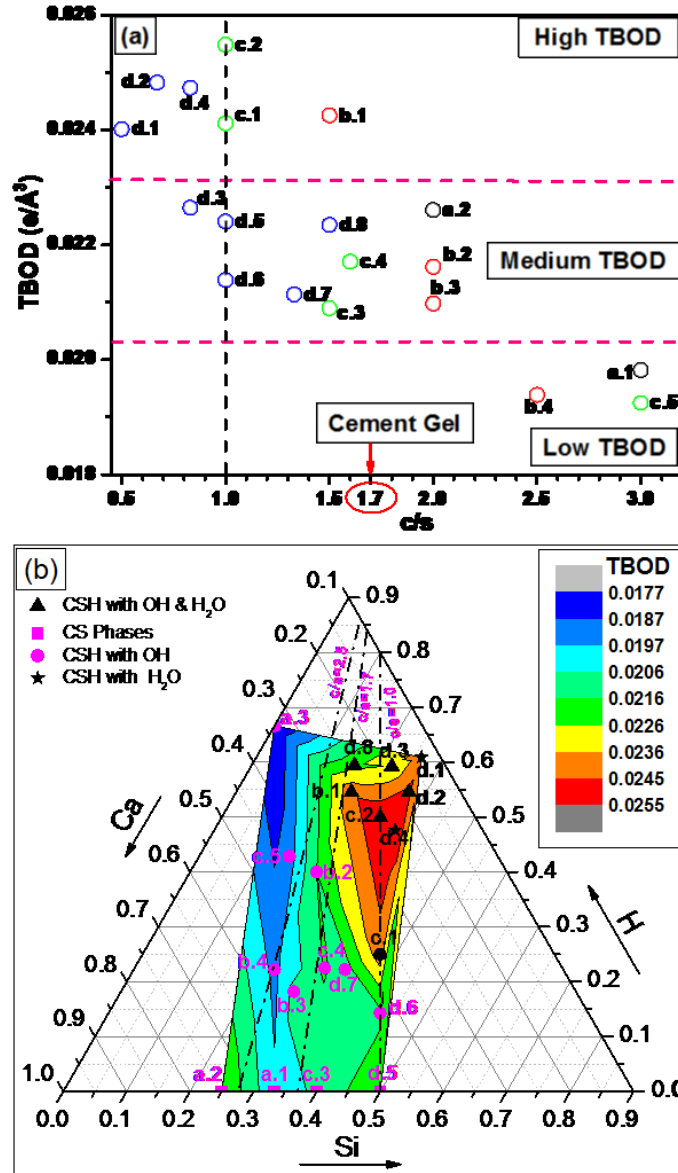 (a)
High TBOD
Medium TBOD
Low TBOD
Cement Gel
TBOD (e/Å³)
0.026
0.024
0.022
0.020
0.018
0.5 1.0 1.5 1.7 2.0 2.5 3.0
c/s
c.2
d.2
d.4
c.1
b.1
d.1
d.3
d.5
d.8
a.2
c.4
b.2
d.6
d.7
b.3
c.3
a.1
b.4
c.5
(b)
CSH with OH & H₂O
CS Phases
CSH with OH
CSH with H₂O
TBOD
0.0177
0.0187
0.0197
0.0206
0.0216
0.0226
0.0236
0.0245
0.0255
0.1
0.2
0.3
0.4
0.5
0.6
0.7
0.8
0.9
1.0
Ca
0.9
0.8
0.7
0.6
0.5
0.4
0.3
0.2
0.1
0.0
H
c/s=2.5
c/s=1.7
c/s=1.0
a.3
d.8
d.3
d.1
b.1
d.2
c.2
d.4
c.5
b.2
b.4
c.4
d.7
b.3
d.6
a.2
a.1
c.3
d.5
0.0 0.1 0.2 0.3 0.4 0.5 0.6 0.7 0.8 0.9
Si